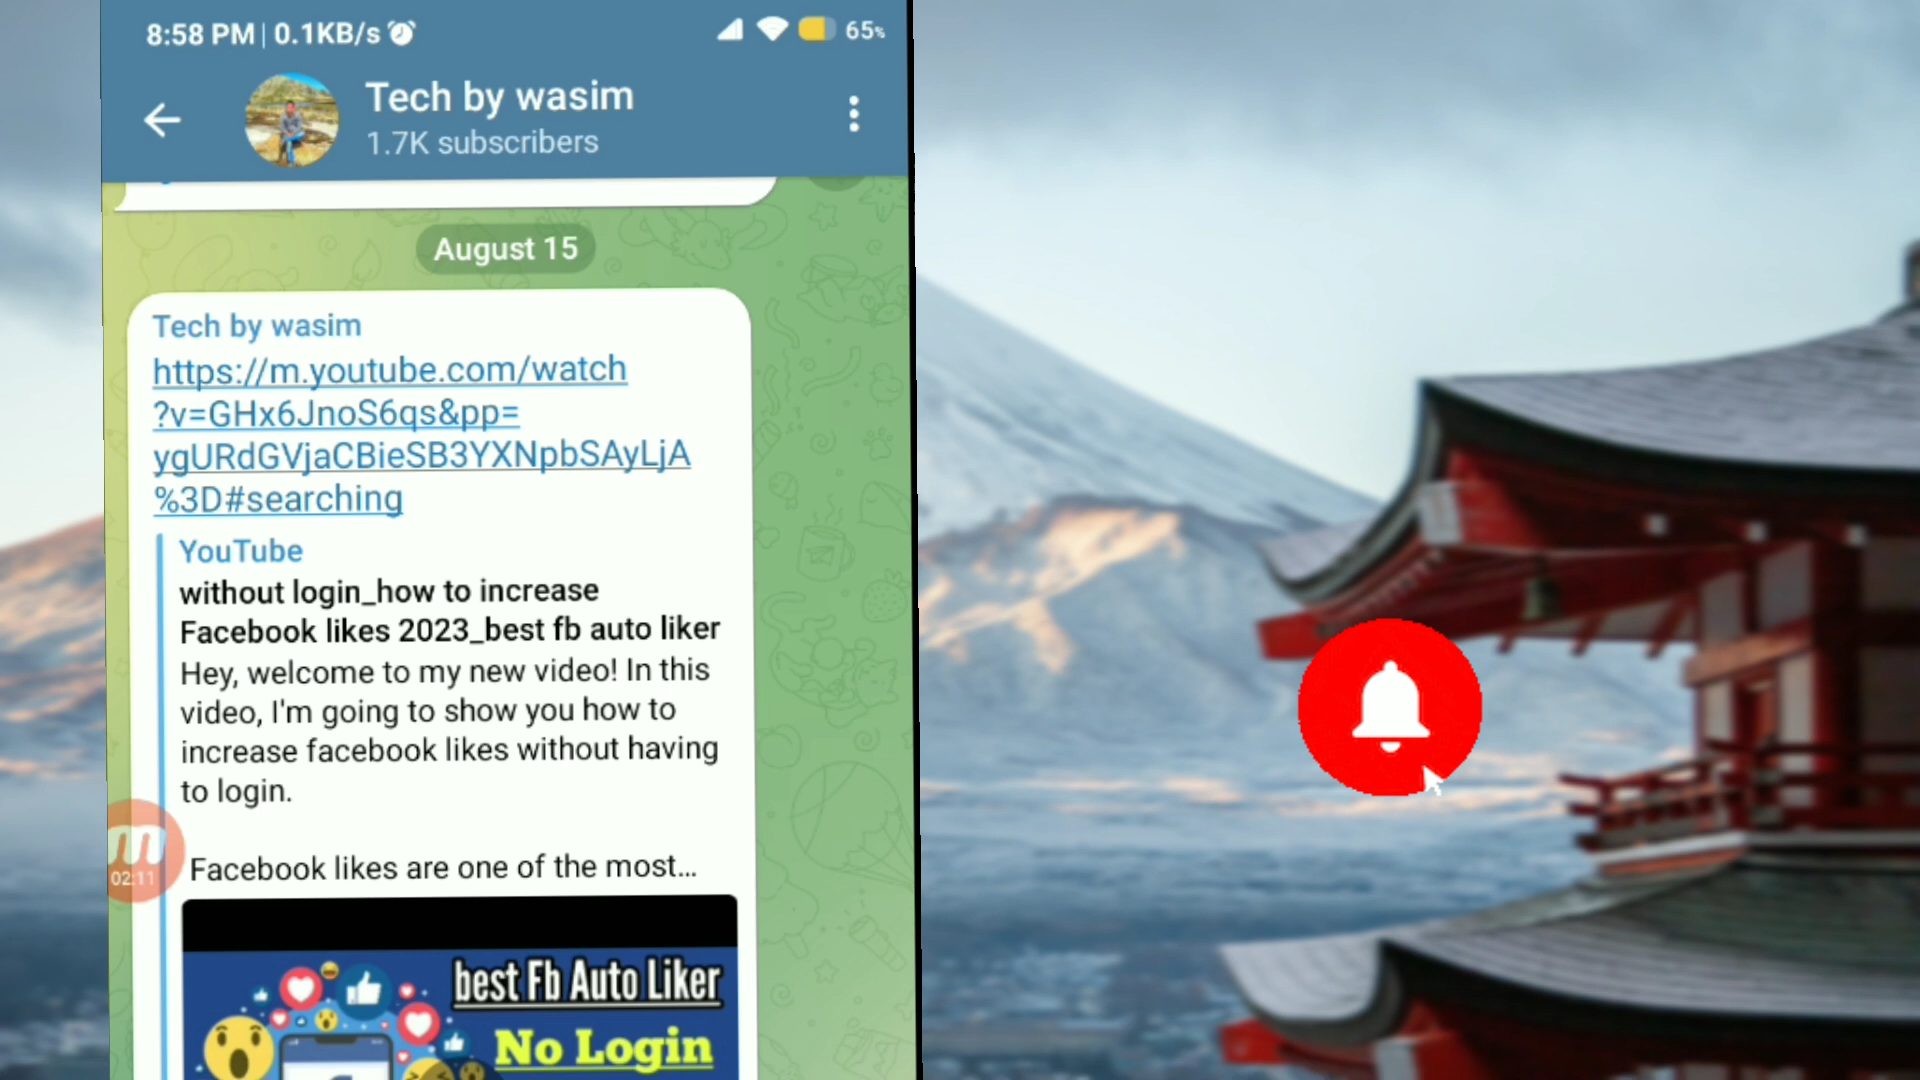 8:58 PM | 0.1KB/s
65%
Tech by wasim
1.7K subscribers
August 15
Tech by wasim
https://m.youtube.com/watch
?v=GHx6JnoS6qs&pp=
ygURdGVjaCBieSB3YXNpbSAyLjA
%3D#searching
YouTube
without login_how to increase
Facebook likes 2023_best fb auto liker
Hey, welcome to my new video! In this
video, I'm going to show you how to
increase facebook likes without having
to login.
Facebook likes are one of the most...
02:11
best Fb Auto Liker
No Login